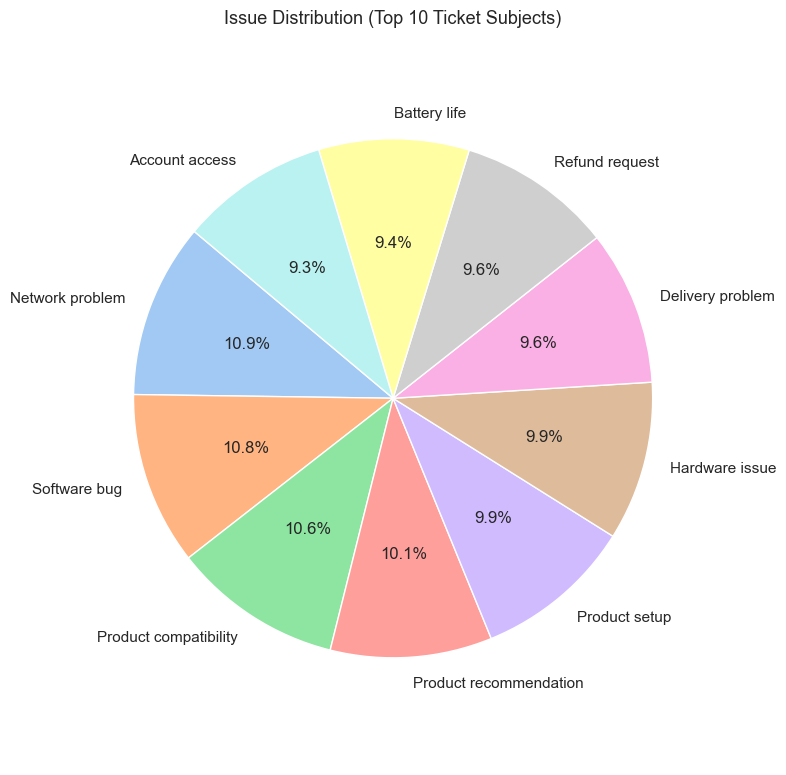 Issue Distribution (Top 10 Ticket Subjects)
Battery life
9.4%
Account access
9.3%
Network problem
10.9%
Software bug
10.8%
Product compatibility
10.6%
Product recommendation
10.1%
Product setup
9.9%
Hardware issue
9.9%
Delivery problem
9.6%
Refund request
9.6%